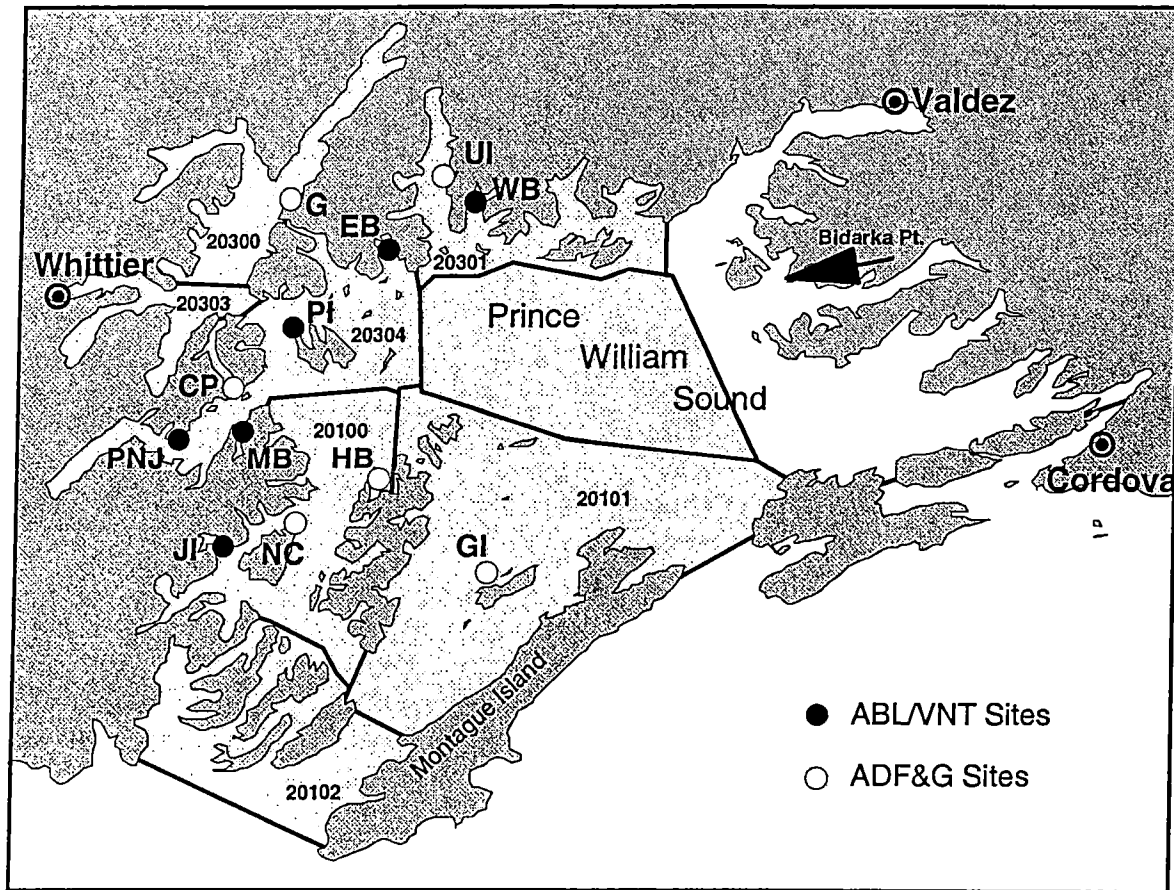 Valdez
UI
WB
G
EB
Bidarka Pt.
20300
20301
Whittier
20303
PI
20304
Prince
William
Sound
CP
20100
PNJ
MB
HB
Cordova
20101
JI
NC
GI
Montague Island
ABL/VNT Sites
ADF&G Sites
20102